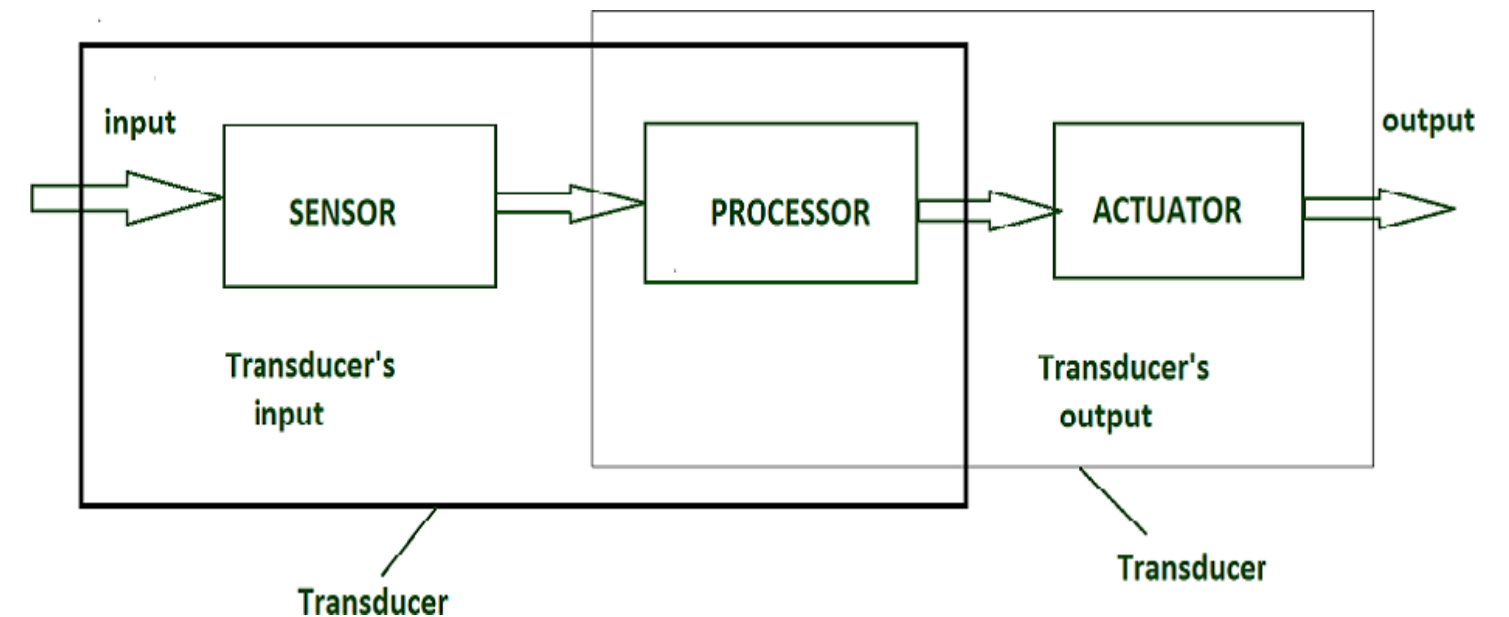 input
output
SENSOR
PROCESSOR
ACTUATOR
Transducer's
input
Transducer's
output
Transducer
Transducer